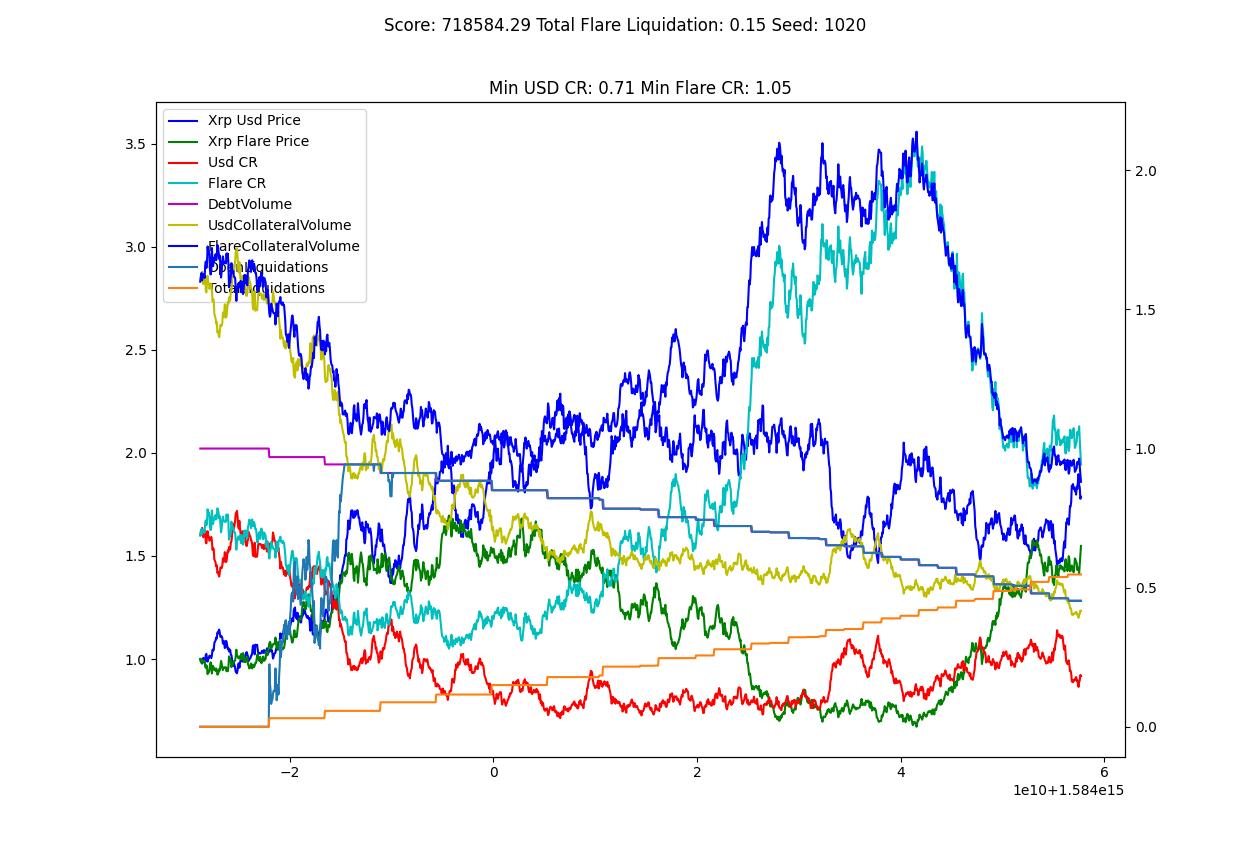 Score: 718584.29 Total Flare Liquidation: 0.15 Seed: 1020
Min USD CR: 0.71 Min Flare CR: 1.05
Xrp Usd Price
Xrp Flare Price
Usd CR
Flare CR
DebtVolume
UsdCollateralVolume
FlareCollateralVolume
OpenLiquidations
TotalLiquidations
3.5
3.0
2.5
2.0
1.5
1.0
2.0
1.5
1.0
0.5
0.0
−2
0
2
4
6
1e10+1.584e15